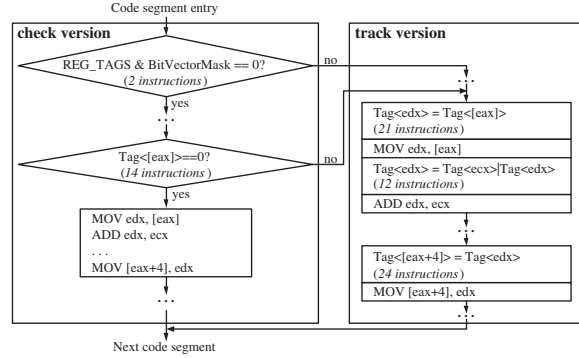 Code segment entry
check version
REG_TAGS & BitVectorMask == 0?
(2 instructions)
no
yes
...
Tag<[eax]>==0?
(14 instructions)
no
yes
MOV edx, [eax]
ADD edx, ecx
. . .
MOV [eax+4], edx
...
Next code segment
track version
...
Tag<edx> = Tag<[eax]>
(21 instructions)
MOV edx, [eax]
Tag<edx> = Tag<ecx>|Tag<edx>
(12 instructions)
ADD edx, ecx
...
Tag<[eax+4]> = Tag<edx>
(24 instructions)
MOV [eax+4], edx
...